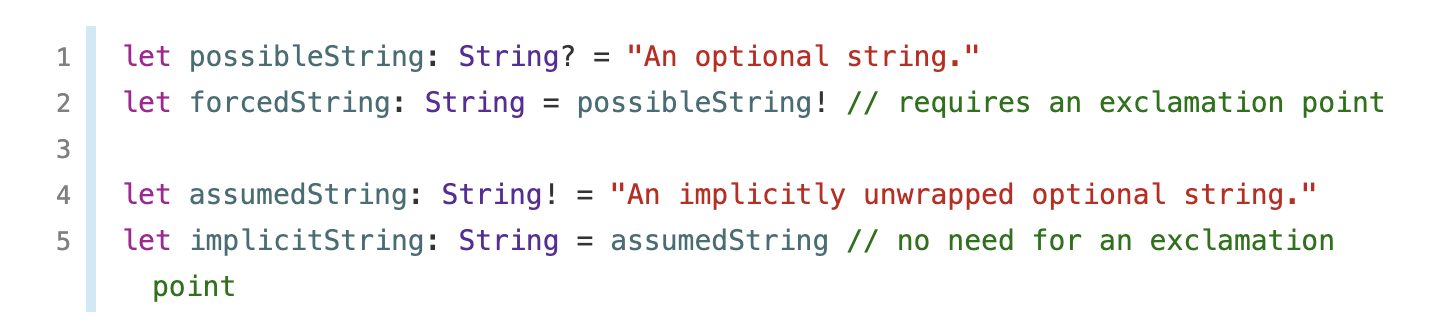 1 let possibleString: String? = "An optional string."
2 let forcedString: String = possibleString! // requires an exclamation point
3
4 let assumedString: String! = "An implicitly unwrapped optional string."
5 let implicitString: String = assumedString // no need for an exclamation
point